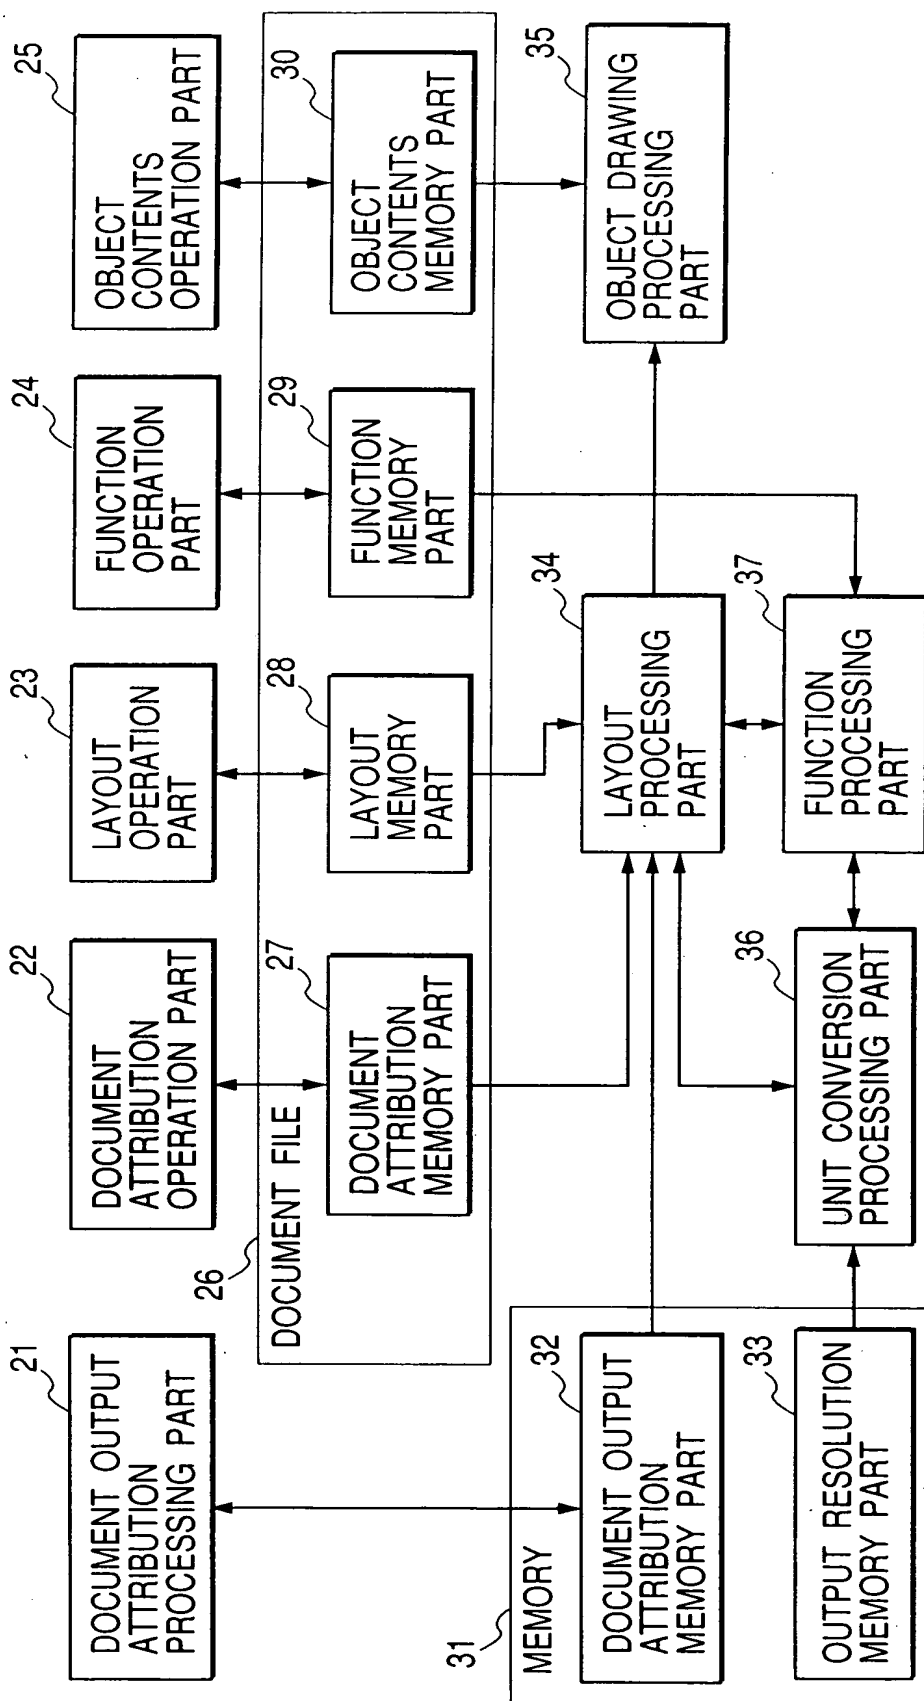 21
DOCUMENT OUTPUT
ATTRIBUTION
PROCESSING PART
22
DOCUMENT
ATTRIBUTION
OPERATION PART
23
LAYOUT
OPERATION
PART
24
FUNCTION
OPERATION
PART
25
OBJECT
CONTENTS
OPERATION PART
26
DOCUMENT FILE
27
DOCUMENT
ATTRIBUTION
MEMORY PART
28
LAYOUT
MEMORY
PART
29
FUNCTION
MEMORY
PART
30
OBJECT
CONTENTS
MEMORY PART
31
MEMORY
32
DOCUMENT OUTPUT
ATTRIBUTION
MEMORY PART
34
LAYOUT
PROCESSING
PART
35
OBJECT DRAWING
PROCESSING
PART
33
OUTPUT RESOLUTION
MEMORY PART
36
UNIT CONVERSION
PROCESSING PART
37
FUNCTION
PROCESSING
PART